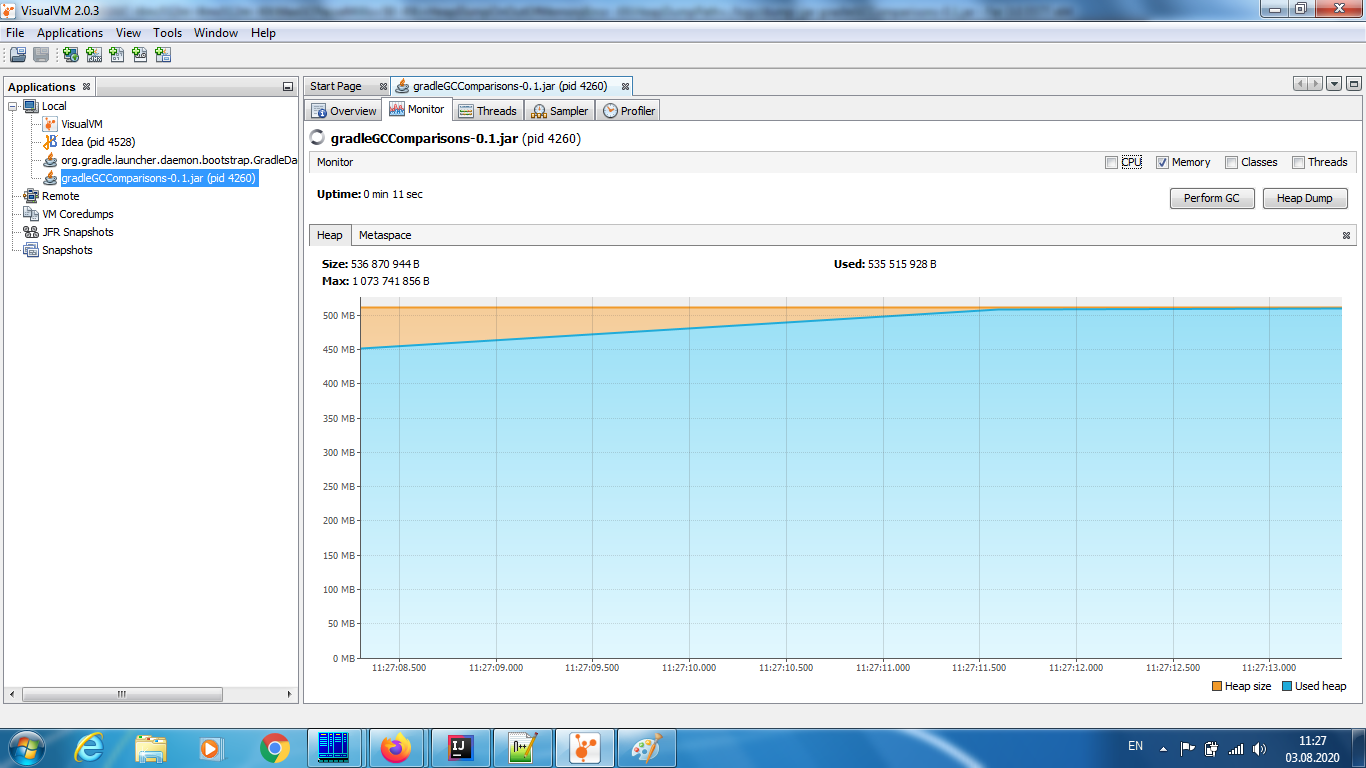 VisualVM 2.0.3
File Applications View Tools Window Help
Applications
Start Page gradleGCComparisons-0.1.jar (pid 4260)
Local
VisualVM
Idea (pid 4528)
org.gradle.launcher.daemon.bootstrap.GradleDa
gradleGCComparisons-0.1.jar (pid 4260)
Remote
VM Coredumps
JFR Snapshots
Snapshots
Overview Monitor Threads Sampler Profiler
gradleGCComparisons-0.1.jar (pid 4260)
Monitor CPU Memory Classes Threads
Uptime: 0 min 11 sec
Perform GC Heap Dump
Heap Metaspace
Size: 536 870 944 B Used: 535 515 928 B
Max: 1 073 741 856 B
500 MB
450 MB
400 MB
350 MB
300 MB
250 MB
200 MB
150 MB
100 MB
50 MB
0 MB
11:27:08.500 11:27:09.000 11:27:09.500 11:27:10.000 11:27:10.500 11:27:11.000 11:27:11.500 11:27:12.000 11:27:12.500 11:27:13.000
Heap size Used heap
EN
11:27
03.08.2020